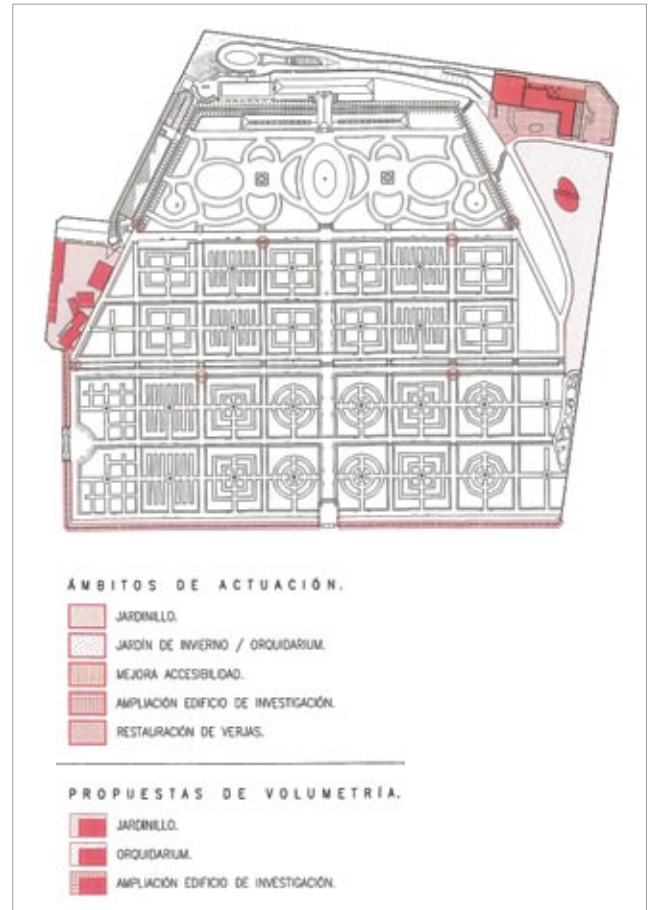 ÁMBITOS DE ACTUACIÓN.
JARDINILLO.
JARDÍN DE INVIERNO / ORQUIDARIUM.
MEJORA ACCESIBILIDAD.
AMPLIACIÓN EDIFICIO DE INVESTIGACIÓN.
RESTAURACIÓN DE VERJAS.
PROPUESTAS DE VOLUMETRÍA.
JARDINILLO.
ORQUIDARIUM.
AMPLIACIÓN EDIFICIO DE INVESTIGACIÓN.